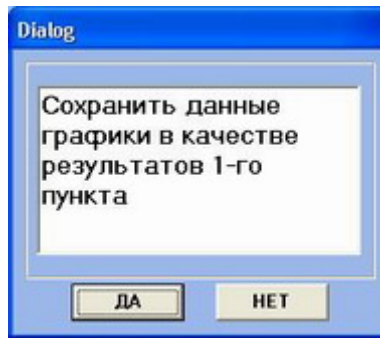 Dialog
Сохранить данные
графики в качестве
результатов 1-го
пункта
ДА
НЕТ